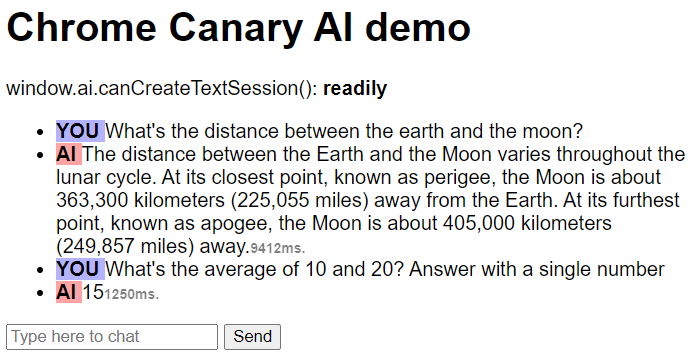 Chrome Canary AI demo
window.ai.canCreateTextSession(): readily
• YOU What's the distance between the earth and the moon?
• AI The distance between the Earth and the Moon varies throughout the
lunar cycle. At its closest point, known as perigee, the Moon is about
363,300 kilometers (225,055 miles) away from the Earth. At its furthest
point, known as apogee, the Moon is about 405,000 kilometers
(249,857 miles) away.9412ms.
• YOU What's the average of 10 and 20? Answer with a single number
• AI 151250ms.
Type here to chat Send